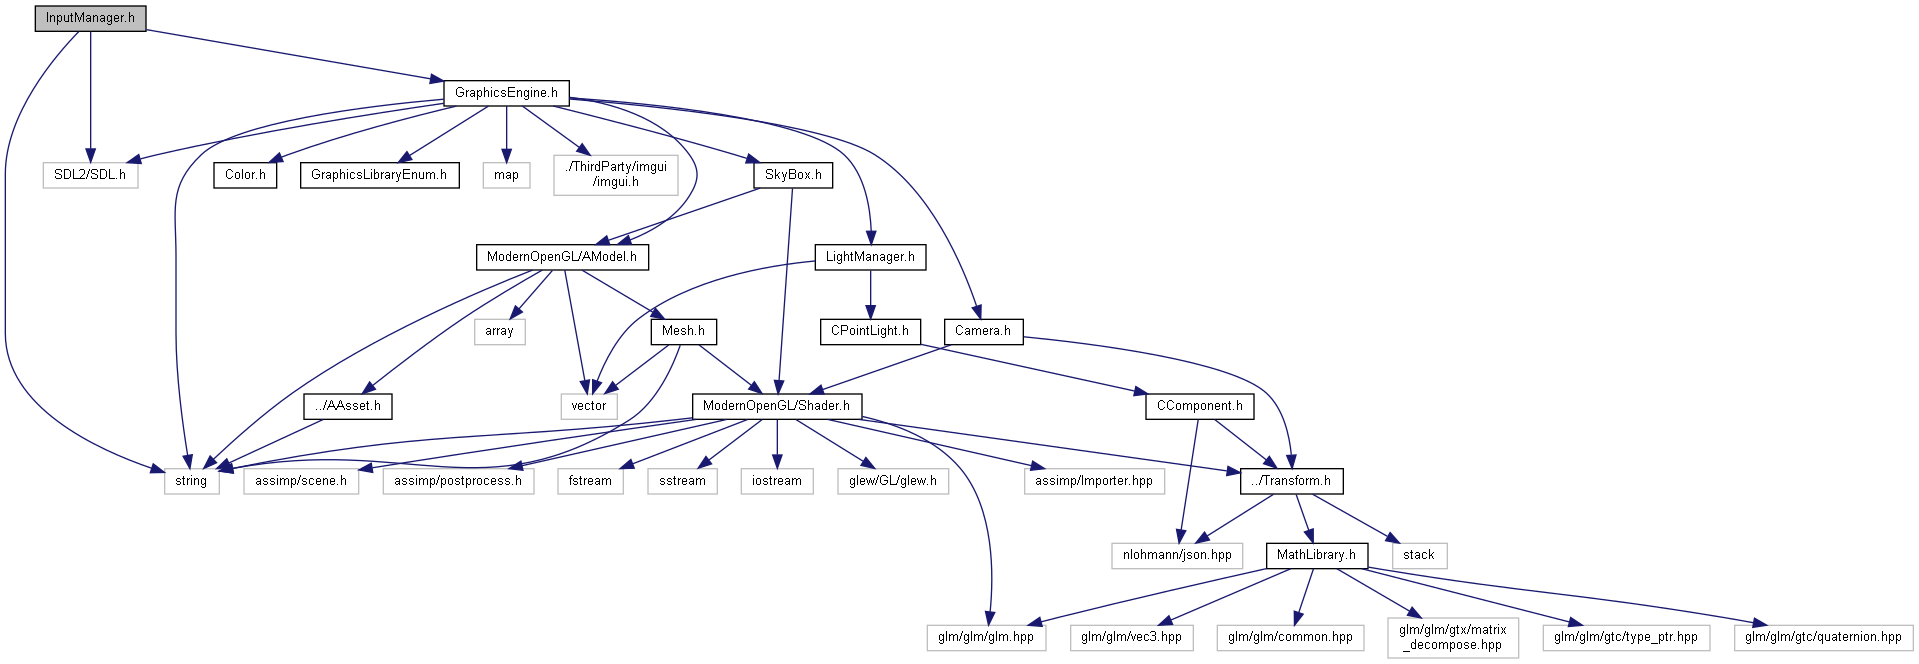 InputManager.h
GraphicsEngine.h
SDL2/SDL.h
Color.h
GraphicsLibraryEnum.h
map
./ThirdParty/imgui
/imgui.h
SkyBox.h
ModernOpenGL/AModel.h
LightManager.h
array
Mesh.h
CPointLight.h
Camera.h
../AAsset.h
vector
ModernOpenGL/Shader.h
CComponent.h
string
assimp/scene.h
assimp/postprocess.h
fstream
sstream
iostream
glew/GL/glew.h
assimp/Importer.hpp
../Transform.h
nlohmann/json.hpp
MathLibrary.h
stack
glm/glm/glm.hpp
glm/glm/vec3.hpp
glm/glm/common.hpp
glm/glm/gtx/matrix
_decompose.hpp
glm/glm/gtc/type_ptr.hpp
glm/glm/gtc/quaternion.hpp